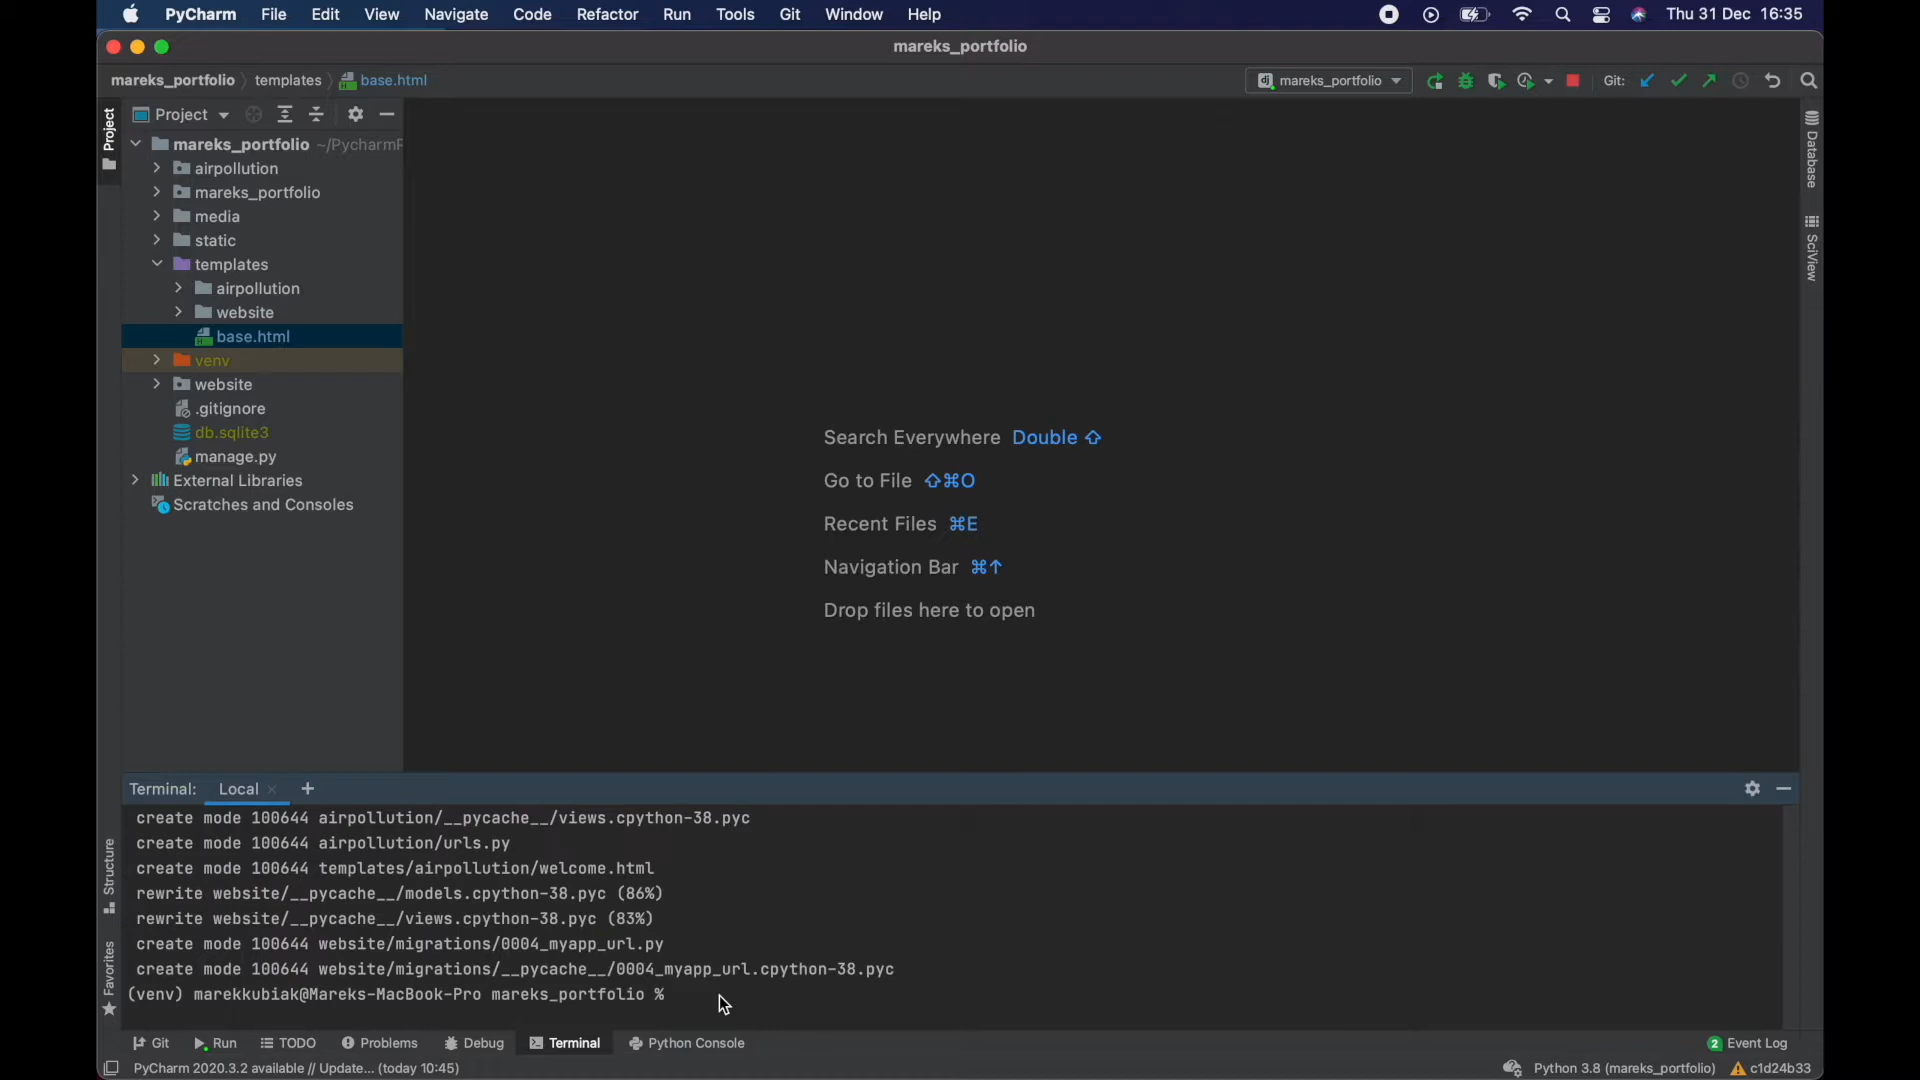 PyCharm File Edit View Navigate Code Refactor Run Tools Git Window Help Thu 31 Dec 16:35
mareks_portfolio
mareks_portfolio templates base.html mareks_portfolio Git:
Project
Project
mareks_portfolio ~/PycharmP
airpollution
mareks_portfolio
media
static
templates
airpollution
website
base.html
venv
website
.gitignore
db.sqlite3
manage.py
External Libraries
Scratches and Consoles
Search Everywhere Double ⇧
Go to File ⇧⌘O
Recent Files ⌘E
Navigation Bar ⌘↑
Drop files here to open
Database
SciView
Terminal: Local × +
create mode 100644 airpollution/__pycache__/views.cpython-38.pyc
create mode 100644 airpollution/urls.py
create mode 100644 templates/airpollution/welcome.html
rewrite website/__pycache__/models.cpython-38.pyc (86%)
rewrite website/__pycache__/views.cpython-38.pyc (83%)
create mode 100644 website/migrations/0004_myapp_url.py
create mode 100644 website/migrations/__pycache__/0004_myapp_url.cpython-38.pyc
(venv) marekkubiak@Mareks-MacBook-Pro mareks_portfolio %
Structure
Favorites
Git Run TODO Problems Debug Terminal Python Console 2 Event Log
PyCharm 2020.3.2 available // Update... (today 10:45) Python 3.8 (mareks_portfolio) c1d24b33